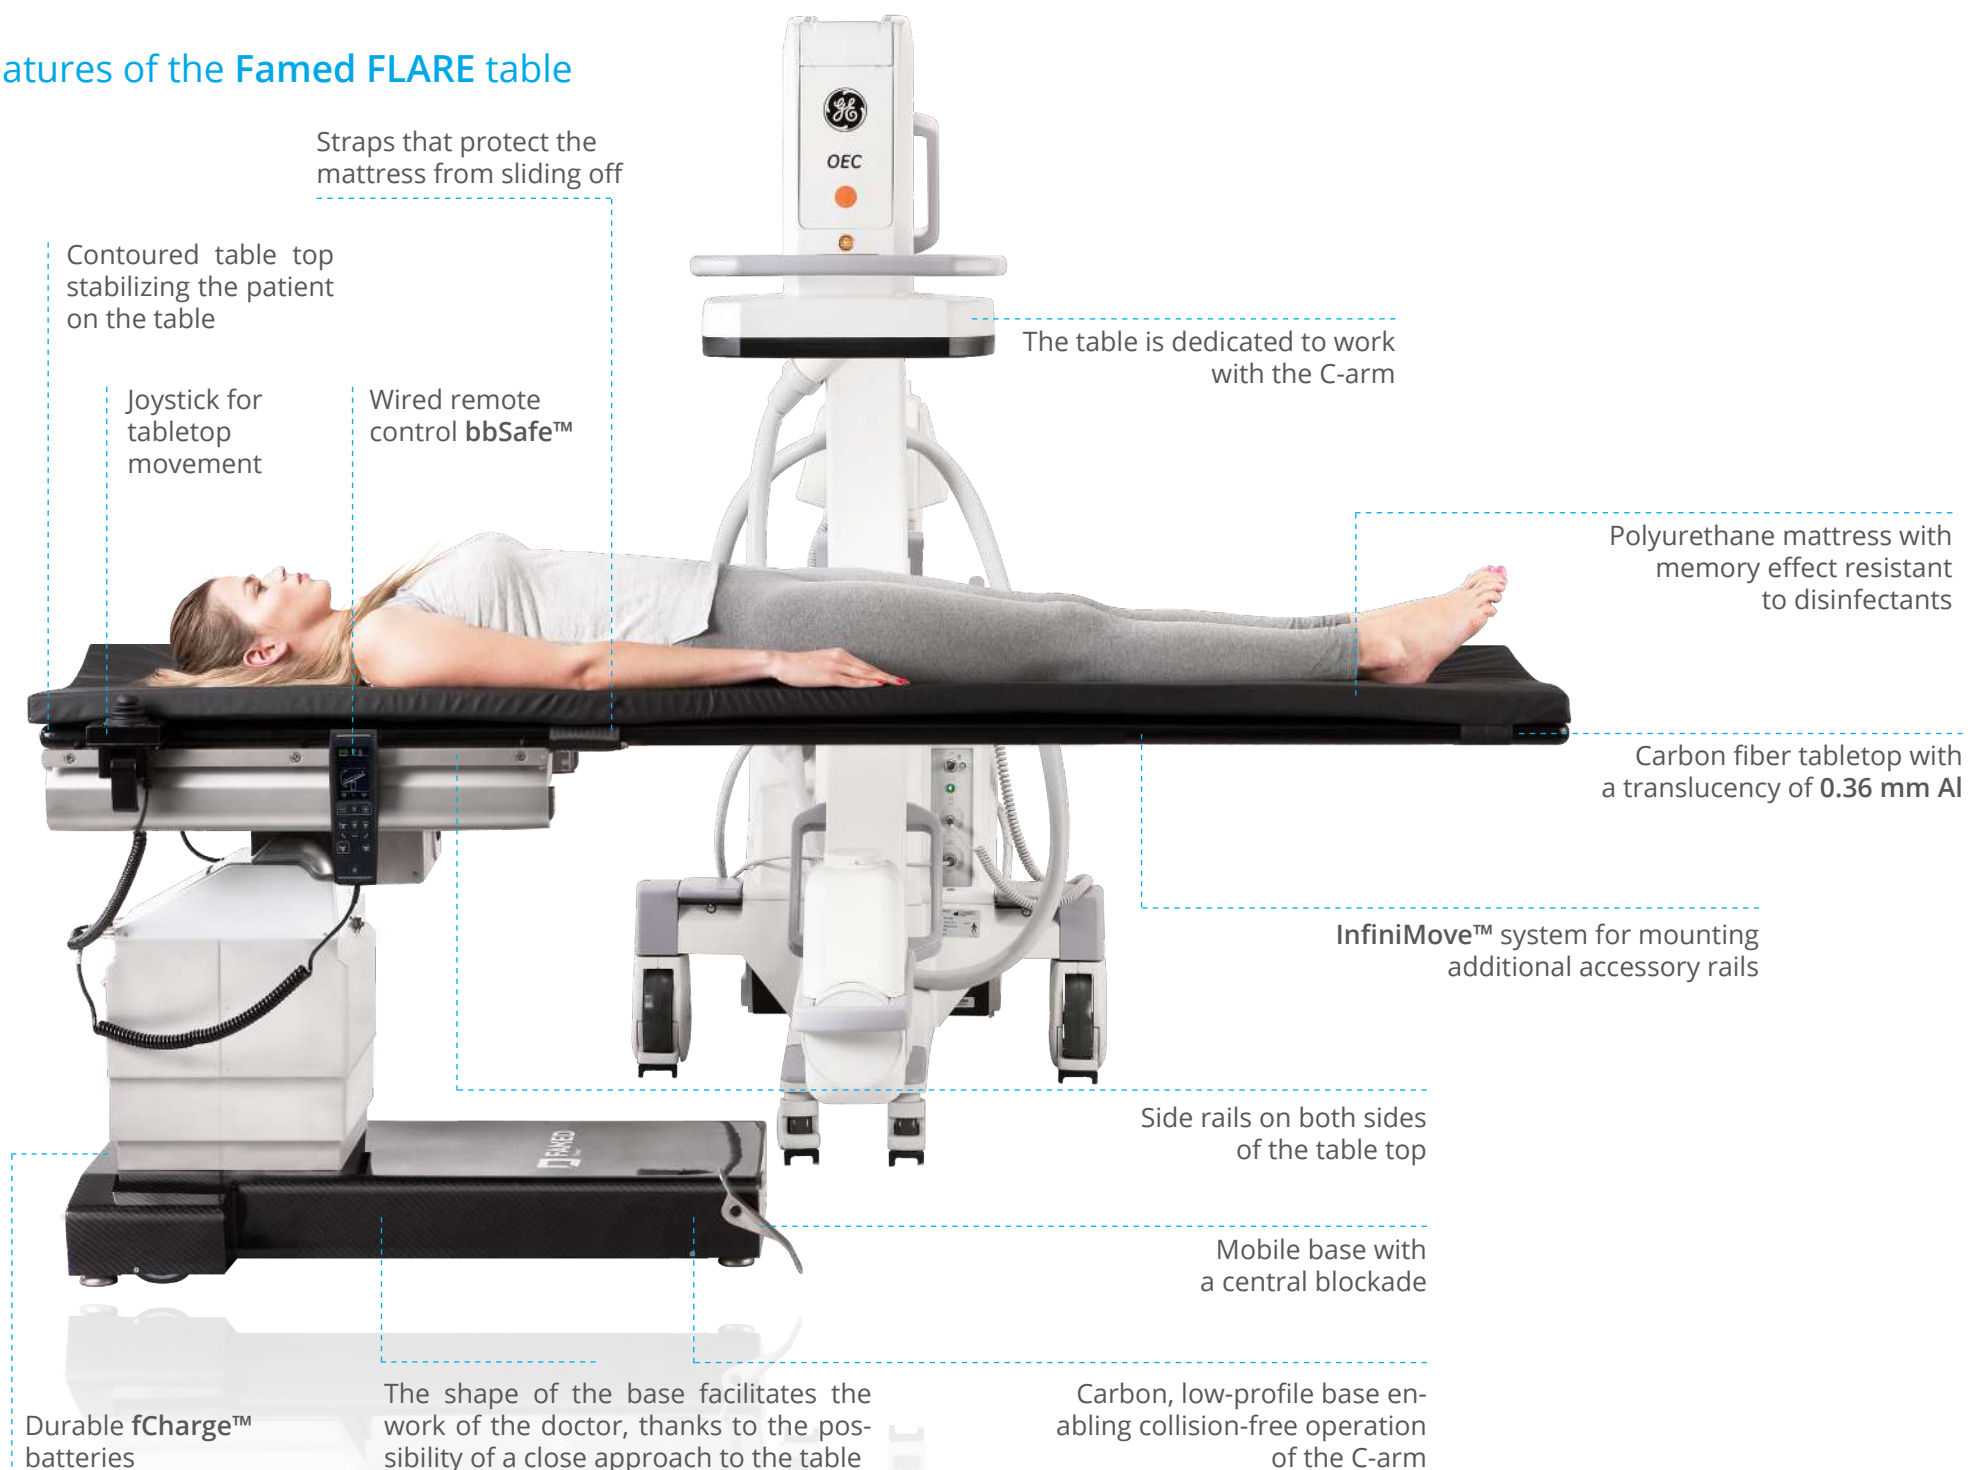 atures of the Famed FLARE table
Straps that protect the
mattress from sliding off
Contoured table top
stabilizing the patient
on the table
Joystick for
tabletop
movement
Wired remote
control bbSafe™
OEC
The table is dedicated to work
with the C-arm
Polyurethane mattress with
memory effect resistant
to disinfectants
Carbon fiber tabletop with
a translucency of 0.36 mm Al
InfiniMove™ system for mounting
additional accessory rails
Side rails on both sides
of the table top
FAMED
Mobile base with
a central blockade
Durable fCharge™
batteries
The shape of the base facilitates the
work of the doctor, thanks to the pos-
sibility of a close approach to the table
Carbon, low-profile base en-
abling collision-free operation
of the C-arm